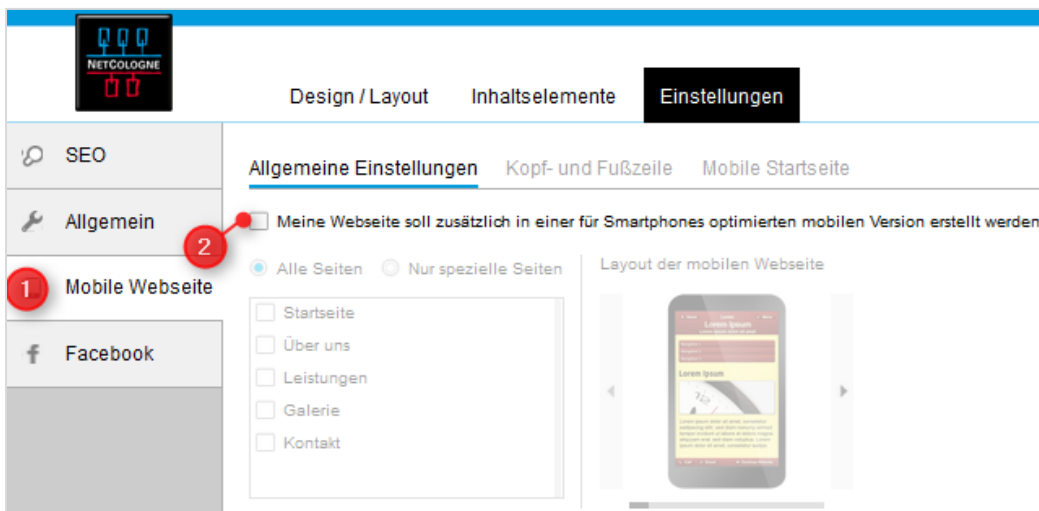 NETCOLOGNE
Design / Layout Inhaltselemente Einstellungen
SEO
Allgemein
Mobile Webseite
Facebook
1
2
Allgemeine Einstellungen Kopf- und Fußzeile Mobile Startseite
Meine Webseite soll zusätzlich in einer für Smartphones optimierten mobilen Version erstellt werden
Alle Seiten Nur spezielle Seiten
Startseite
Über uns
Leistungen
Galerie
Kontakt
Layout der mobilen Webseite
Lorem Ipsum
Lorem Ipsum